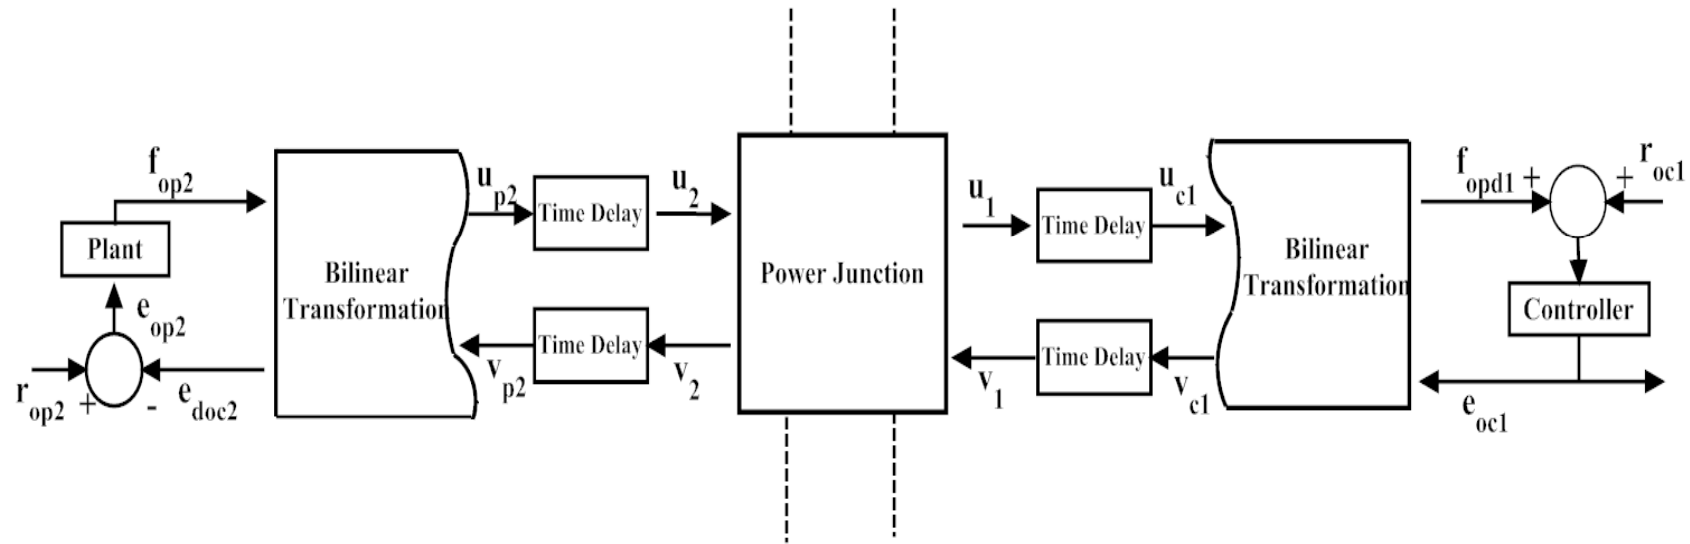 f op2
Plant
e op2
r op2
+
-
e doc2
Bilinear
Transformation
u p2
Time Delay
u 2
v p2
Time Delay
v 2
Power Junction
u 1
Time Delay
u c1
v 1
Time Delay
v c1
Bilinear
Transformation
f opd1
+
+
r oc1
Controller
e oc1